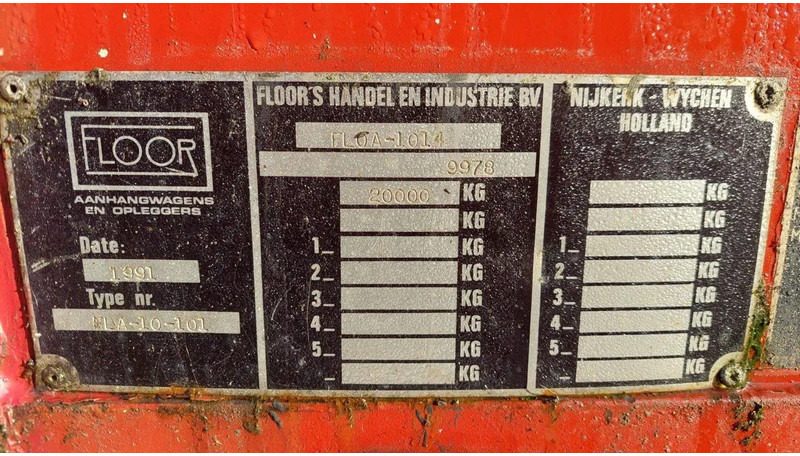 FLOOR
AANHANGWAGENS
EN OPLEGGERS
Date:
1991
Type nr.
FLA-10-101
FLOOR'S HANDEL EN INDUSTRIE BV.
FLOA-1014
9978
20000 KG
KG
1_ KG
2_ KG
3_ KG
4_ KG
5_ KG
_ KG
NIJKERK - WYCHEN
HOLLAND
KG
KG
1_ KG
2_ KG
3_ KG
4_ KG
5_ KG
_ KG